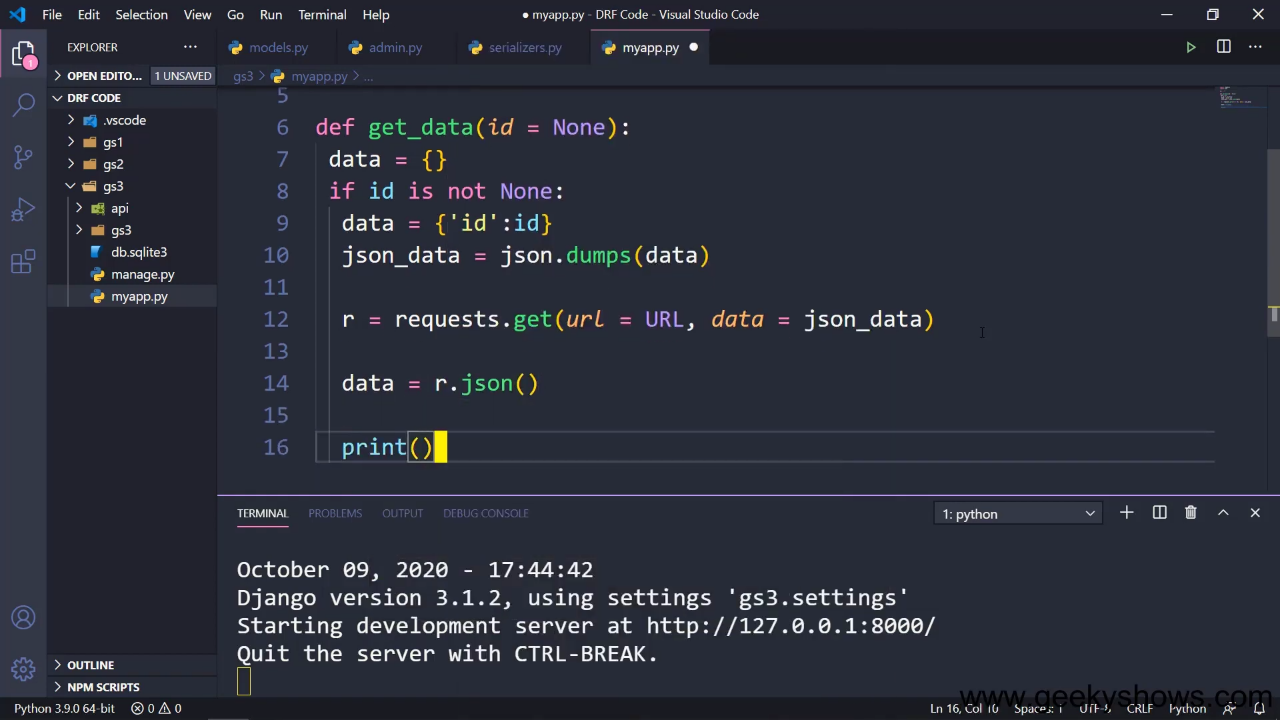 File Edit Selection View Go Run Terminal Help
● myapp.py - DRF Code - Visual Studio Code
EXPLORER ...
models.py admin.py serializers.py myapp.py ●
OPEN EDITO... 1 UNSAVED
gs3 > myapp.py > ...
DRF CODE
.vscode
gs1
gs2
gs3
api
gs3
db.sqlite3
manage.py
myapp.py
OUTLINE
NPM SCRIPTS
5
6 def get_data(id = None):
7 data = {}
8 if id is not None:
9 data = {'id':id}
10 json_data = json.dumps(data)
11
12 r = requests.get(url = URL, data = json_data)
13
14 data = r.json()
15
16 print()
TERMINAL PROBLEMS OUTPUT DEBUG CONSOLE 1: python
October 09, 2020 - 17:44:42
Django version 3.1.2, using settings 'gs3.settings'
Starting development server at http://127.0.0.1:8000/
Quit the server with CTRL-BREAK.
www.geekyshows.com
Python 3.9.0 64-bit 0 0 Ln 16, Col 10 Spaces: 1 UTF-8 CRLF Python
1